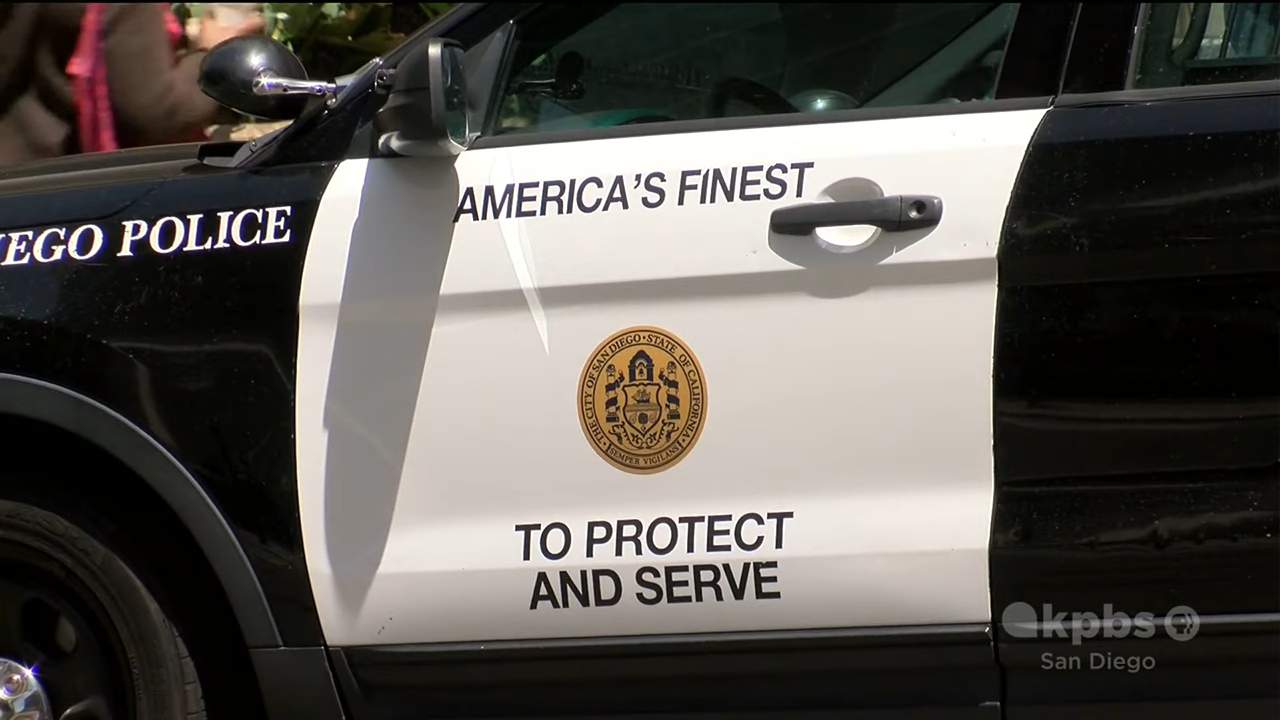 IEGO POLICE
AMERICA'S FINEST
THE CITY OF SAN DIEGO · STATE OF CALIFORNIA
SEMPER VIGILANS
TO PROTECT
AND SERVE
kpbs
San Diego